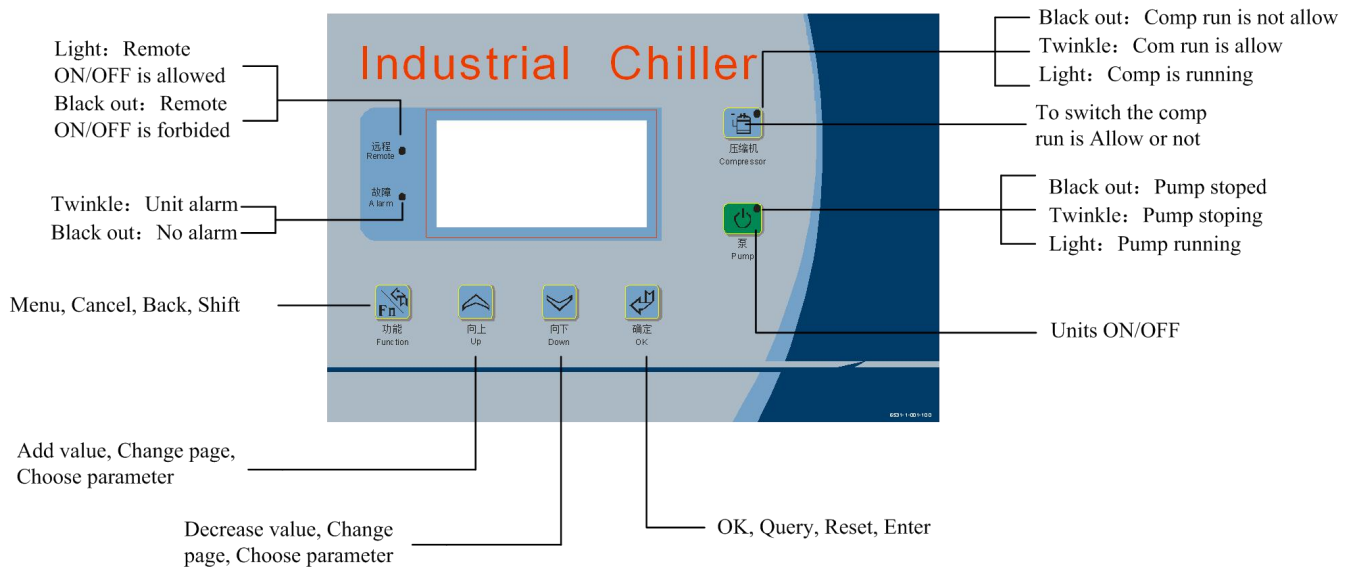 Light: Remote
ON/OFF is allowed
Black out: Remote
ON/OFF is forbided
Twinkle: Unit alarm
Black out: No alarm
Menu, Cancel, Back, Shift
Add value, Change page,
Choose parameter
Decrease value, Change
page, Choose parameter
Industrial Chiller
远程
Remote
故障
Alarm
压缩机
Compressor
泵
Pump
Fn
功能
Function
向上
Up
向下
Down
确定
OK
6531-1-001-100
Black out: Comp run is not allow
Twinkle: Com run is allow
Light: Comp is running
To switch the comp
run is Allow or not
Black out: Pump stoped
Twinkle: Pump stoping
Light: Pump running
Units ON/OFF
OK, Query, Reset, Enter